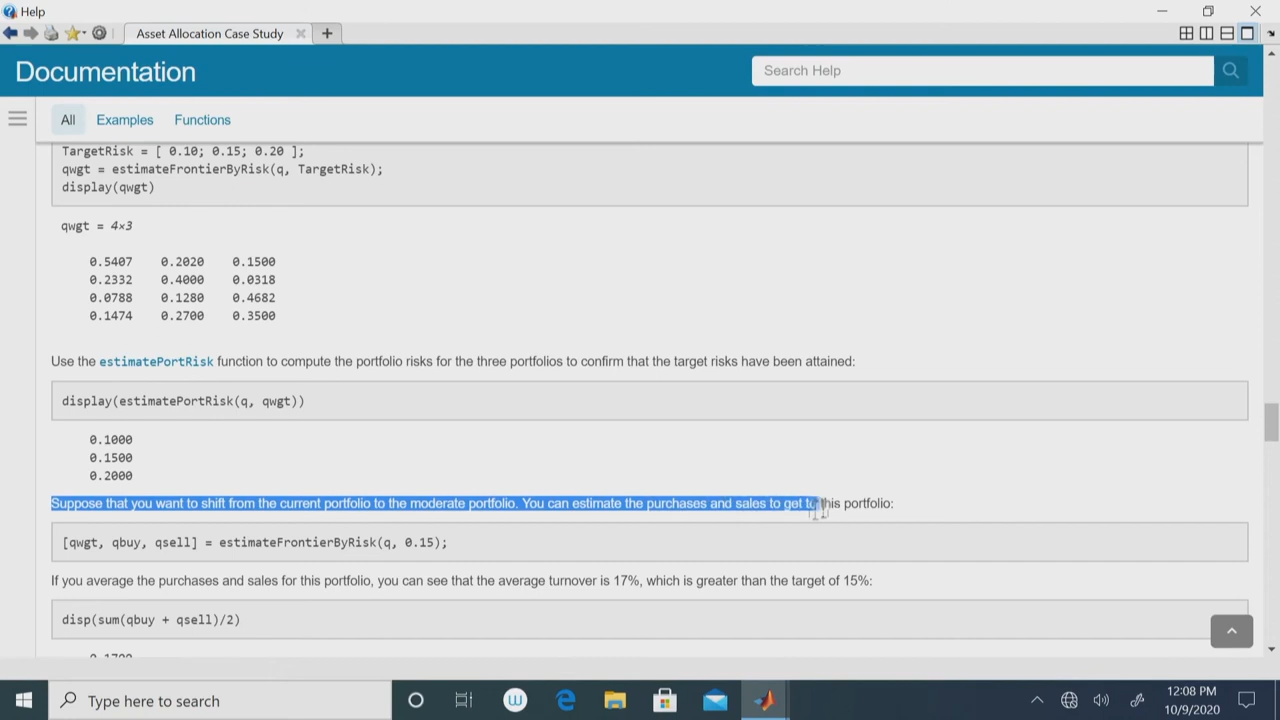 Help
Asset Allocation Case Study
Documentation
Search Help
All Examples Functions
TargetRisk = [ 0.10; 0.15; 0.20 ];
qwgt = estimateFrontierByRisk(q, TargetRisk);
display(qwgt)
qwgt = 4×3
0.5407 0.2020 0.1500
0.2332 0.4000 0.0318
0.0788 0.1280 0.4682
0.1474 0.2700 0.3500
Use the estimatePortRisk function to compute the portfolio risks for the three portfolios to confirm that the target risks have been attained:
display(estimatePortRisk(q, qwgt))
0.1000
0.1500
0.2000
Suppose that you want to shift from the current portfolio to the moderate portfolio. You can estimate the purchases and sales to get to this portfolio:
[qwgt, qbuy, qsell] = estimateFrontierByRisk(q, 0.15);
If you average the purchases and sales for this portfolio, you can see that the average turnover is 17%, which is greater than the target of 15%:
disp(sum(qbuy + qsell)/2)
0.1700
Type here to search
12:08 PM
10/9/2020